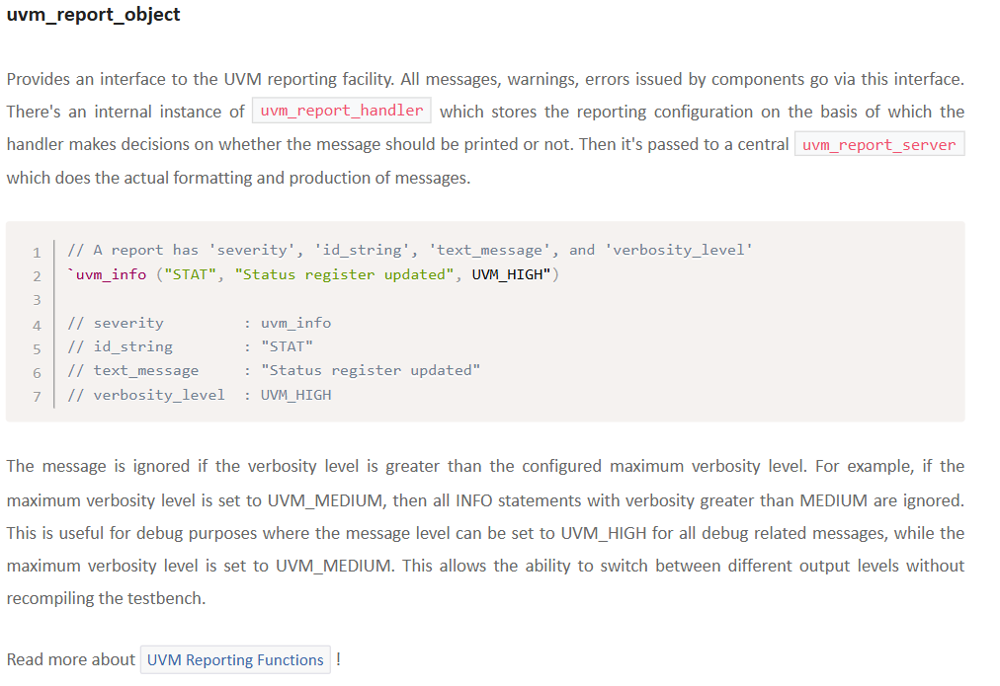 uvm_report_object
Provides an interface to the UVM reporting facility. All messages, warnings, errors issued by components go via this interface.
There's an internal instance of uvm_report_handler which stores the reporting configuration on the basis of which the
handler makes decisions on whether the message should be printed or not. Then it's passed to a central uvm_report_server
which does the actual formatting and production of messages.
1 // A report has 'severity', 'id_string', 'text_message', and 'verbosity_level'
2 `uvm_info ("STAT", "Status register updated", UVM_HIGH")
3
4 // severity : uvm_info
5 // id_string : "STAT"
6 // text_message : "Status register updated"
7 // verbosity_level : UVM_HIGH
The message is ignored if the verbosity level is greater than the configured maximum verbosity level. For example, if the
maximum verbosity level is set to UVM_MEDIUM, then all INFO statements with verbosity greater than MEDIUM are ignored.
This is useful for debug purposes where the message level can be set to UVM_HIGH for all debug related messages, while the
maximum verbosity level is set to UVM_MEDIUM. This allows the ability to switch between different output levels without
recompiling the testbench.
Read more about UVM Reporting Functions !